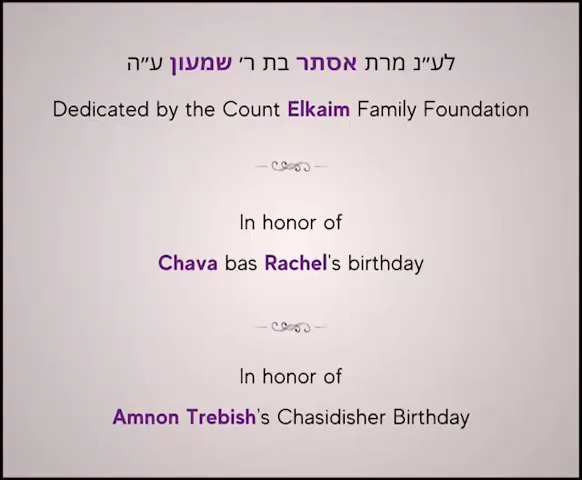 לע״נ מרת אסתר בת ר׳ שמעון ע״ה
Dedicated by the Count Elkaim Family Foundation
In honor of
Chava bas Rachel's birthday
In honor of
Amnon Trebish's Chasidisher Birthday